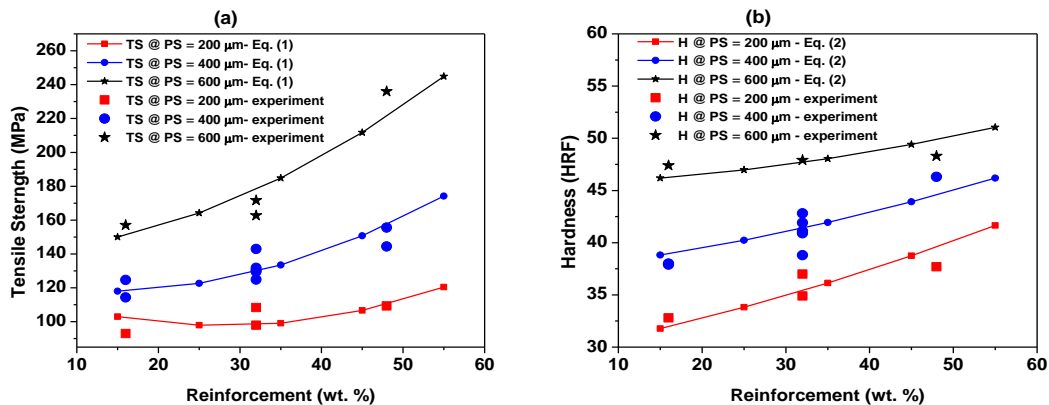 (a)
TS @ PS = 200 μm- Eq. (1)
TS @ PS = 400 μm- Eq. (1)
TS @ PS = 600 μm- Eq. (1)
TS @ PS = 200 μm- experiment
TS @ PS = 400 μm- experiment
TS @ PS = 600 μm- experiment
260
240
220
200
180
160
140
120
100
Tensile Sterngth (MPa)
10 20 30 40 50 60
Reinforcement (wt. %)
(b)
H @ PS = 200 μm - Eq. (2)
H @ PS = 400 μm - Eq. (2)
H @ PS = 600 μm - Eq. (2)
H @ PS = 200 μm - experiment
H @ PS = 400 μm - experiment
H @ PS = 600 μm - experiment
60
55
50
45
40
35
30
Hardness (HRF)
10 20 30 40 50 60
Reinforcement (wt. %)